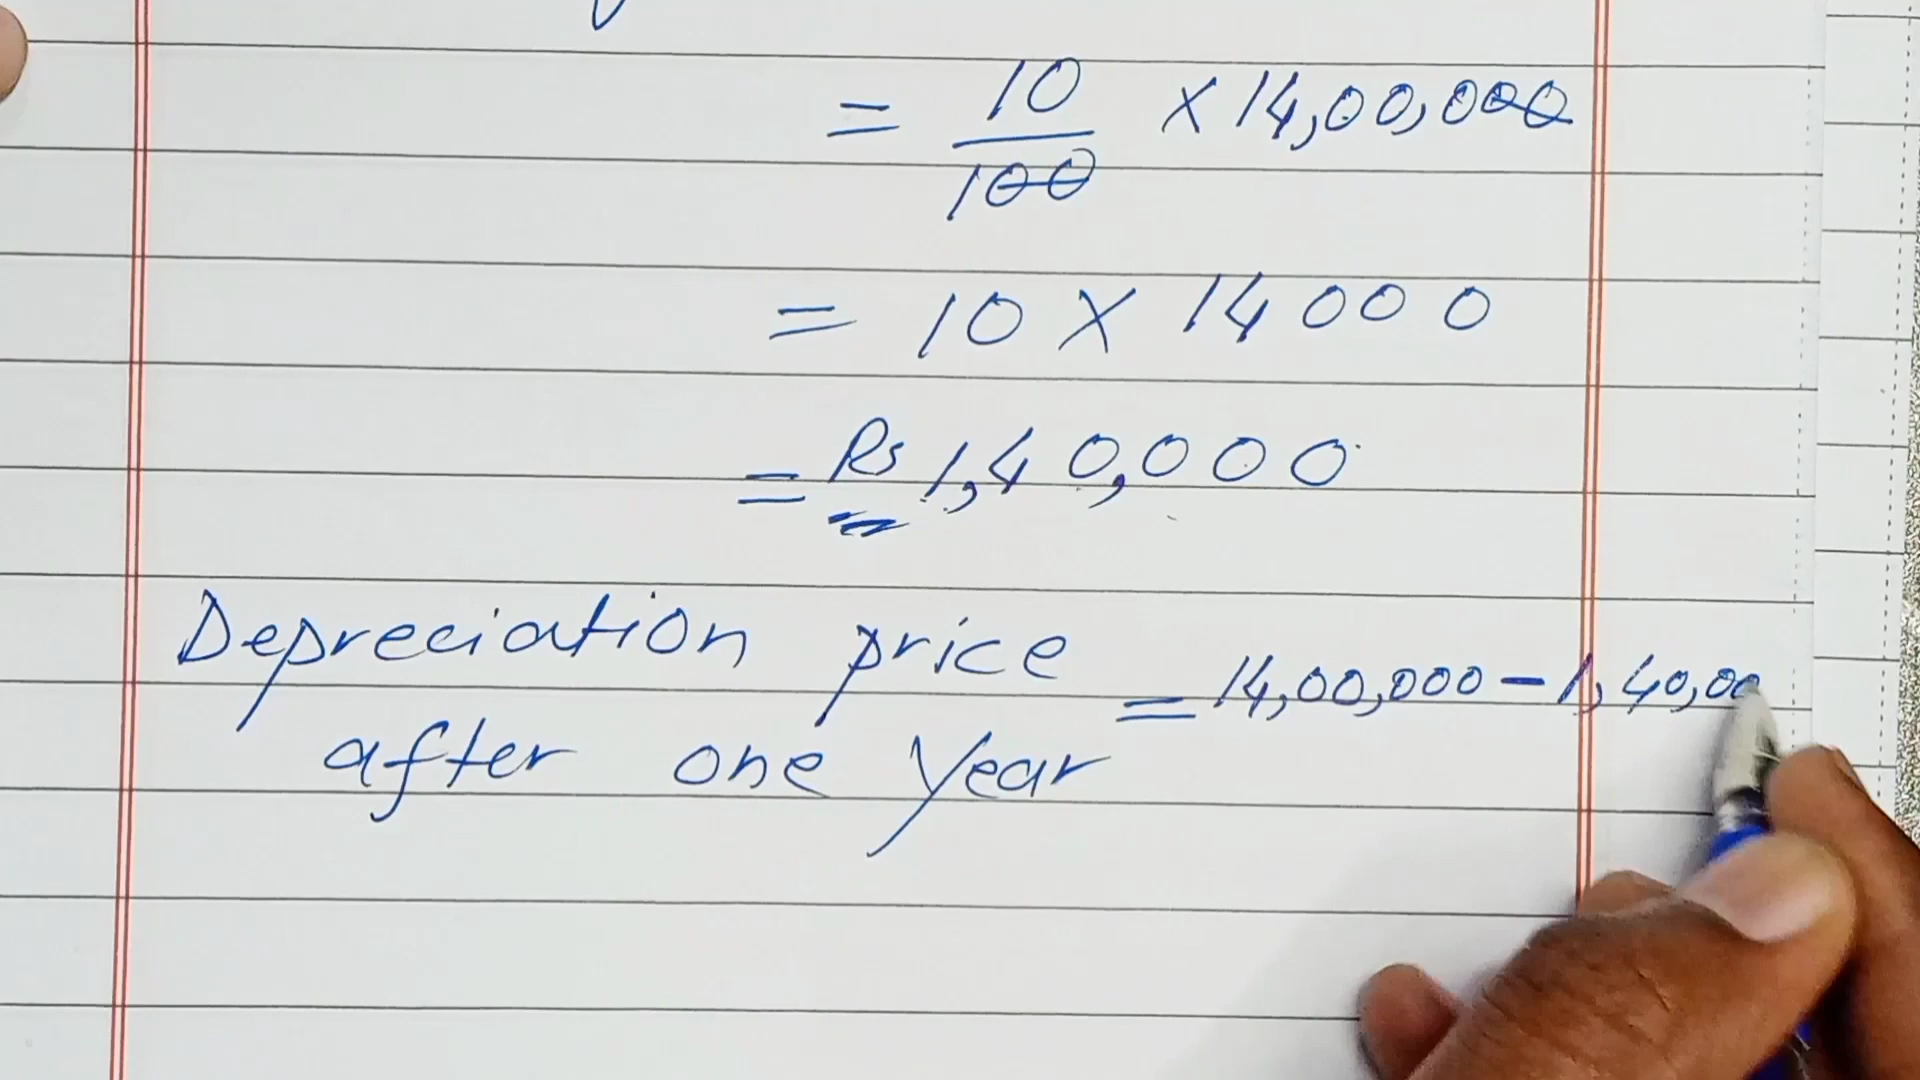 = 10/100 × 14,00,000
= 10 × 14000
= Rs 1,40,000
Depreciation price
after one year = 14,00,000 - 1,40,00